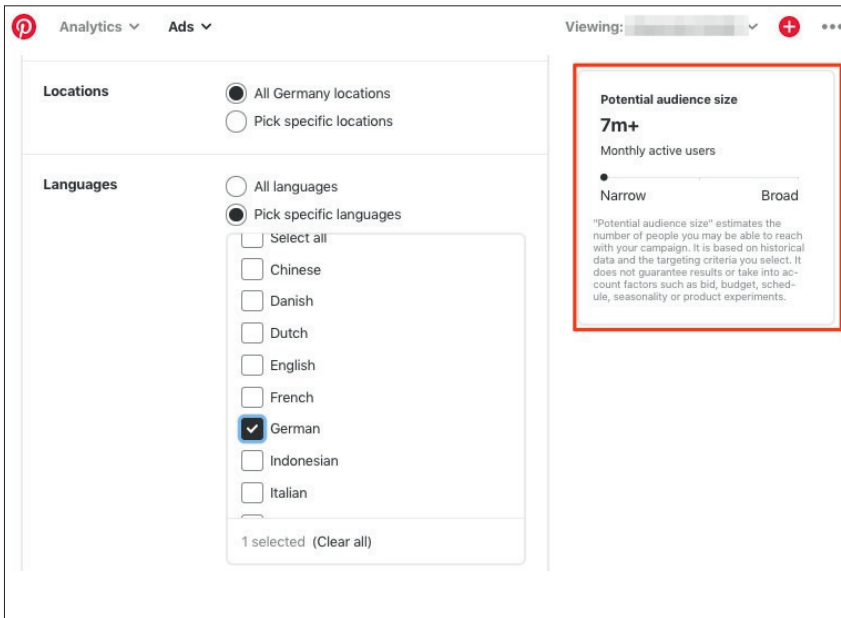 Analytics Ads Viewing:
Locations
All Germany locations
Pick specific locations
Languages
All languages
Pick specific languages
Select all
Chinese
Danish
Dutch
English
French
German
Indonesian
Italian
1 selected (Clear all)
Potential audience size
7m+
Monthly active users
Narrow Broad
"Potential audience size" estimates the
number of people you may be able to reach
with your campaign. It is based on historical
data and the targeting criteria you select. It
does not guarantee results or take into ac-
count factors such as bid, budget, sched-
ule, seasonality or product experiments.